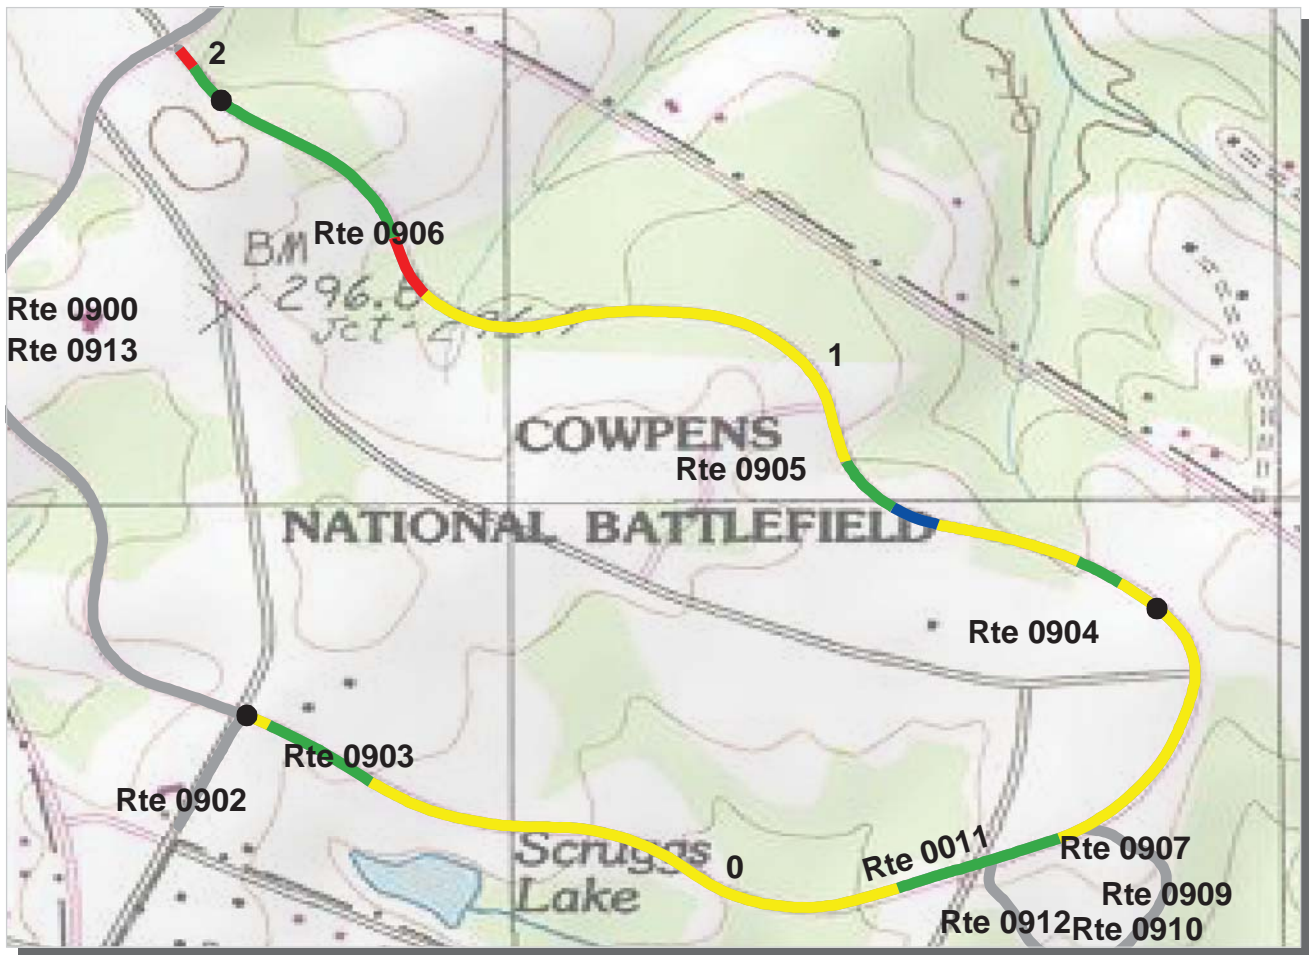 2
Rte 0906
BM
296.8
Rte 0900
Rte 0913
1
COWPENS
Rte 0905
NATIONAL BATTLEFIELD
Rte 0904
Rte 0903
Rte 0902
Scruggs
Lake
0
Rte 0011
Rte 0907
Rte 0909
Rte 0912
Rte 0910